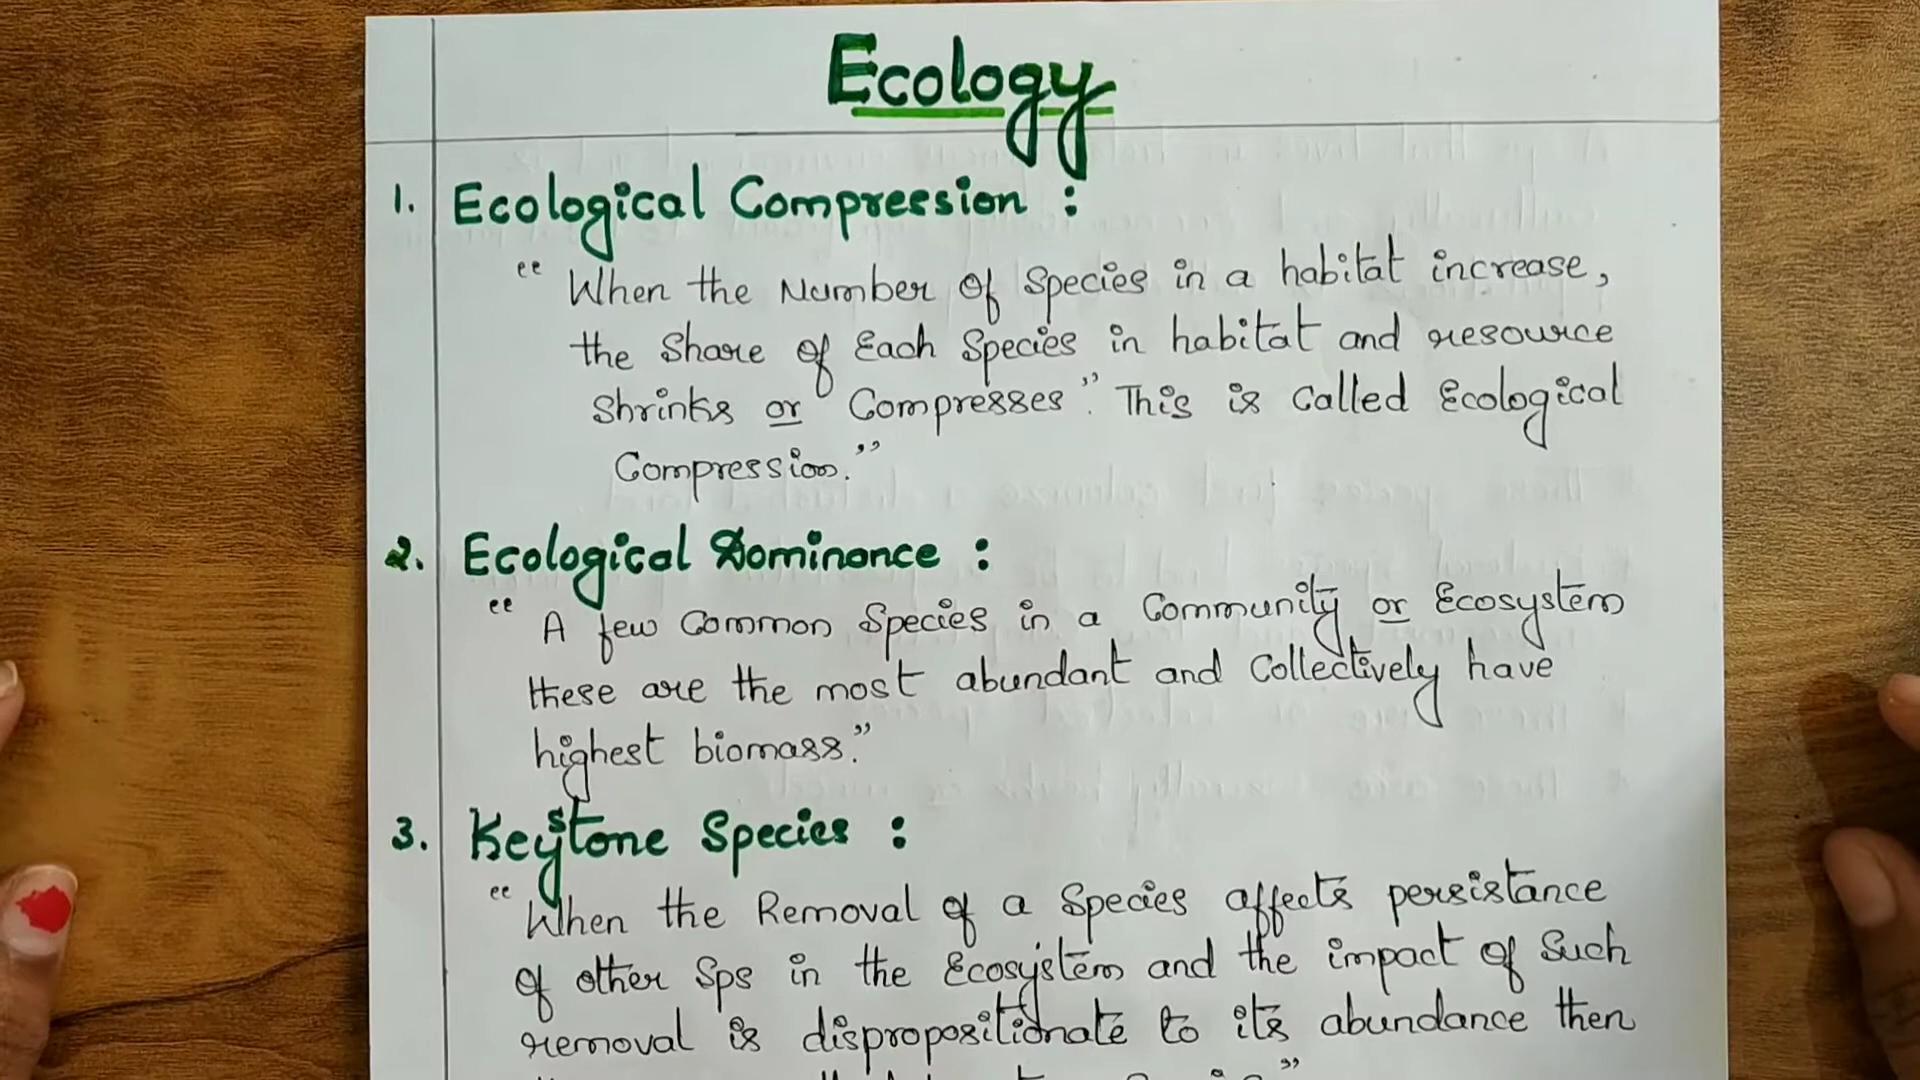 Ecology
1. Ecological Compression :
"When the Number of Species in a habitat increase,
the Share of Each Species in habitat and resource
Shrinks or Compresses". This is Called Ecological
Compression."
2. Ecological Dominance :
"A few Common Species in a Community or Ecosystem
these are the most abundant and Collectively have
highest biomass."
3. Keystone Species :
"When the Removal of a Species affects persistance
of other Sps in the Ecosystem and the impact of Such
removal is dispropositionate to its abundance then